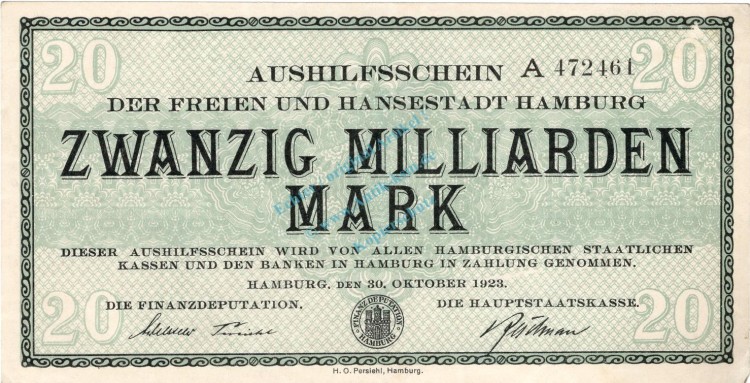 20 20
AUSHILFSSCHEIN A 472461
DER FREIEN UND HANSESTADT HAMBURG
ZWANZIG MILLIARDEN
MARK
DIESER AUSHILFSSCHEIN WIRD VON ALLEN HAMBURGISCHEN STAATLICHEN
KASSEN UND DEN BANKEN IN HAMBURG IN ZAHLUNG GENOMMEN.
HAMBURG, DEN 30. OKTOBER 1923.
DIE FINANZDEPUTATION. DIE HAUPTSTAATSKASSE.
FINANZDEPUTATION
HAMBURG
20 20
H. O. Persiehl, Hamburg.